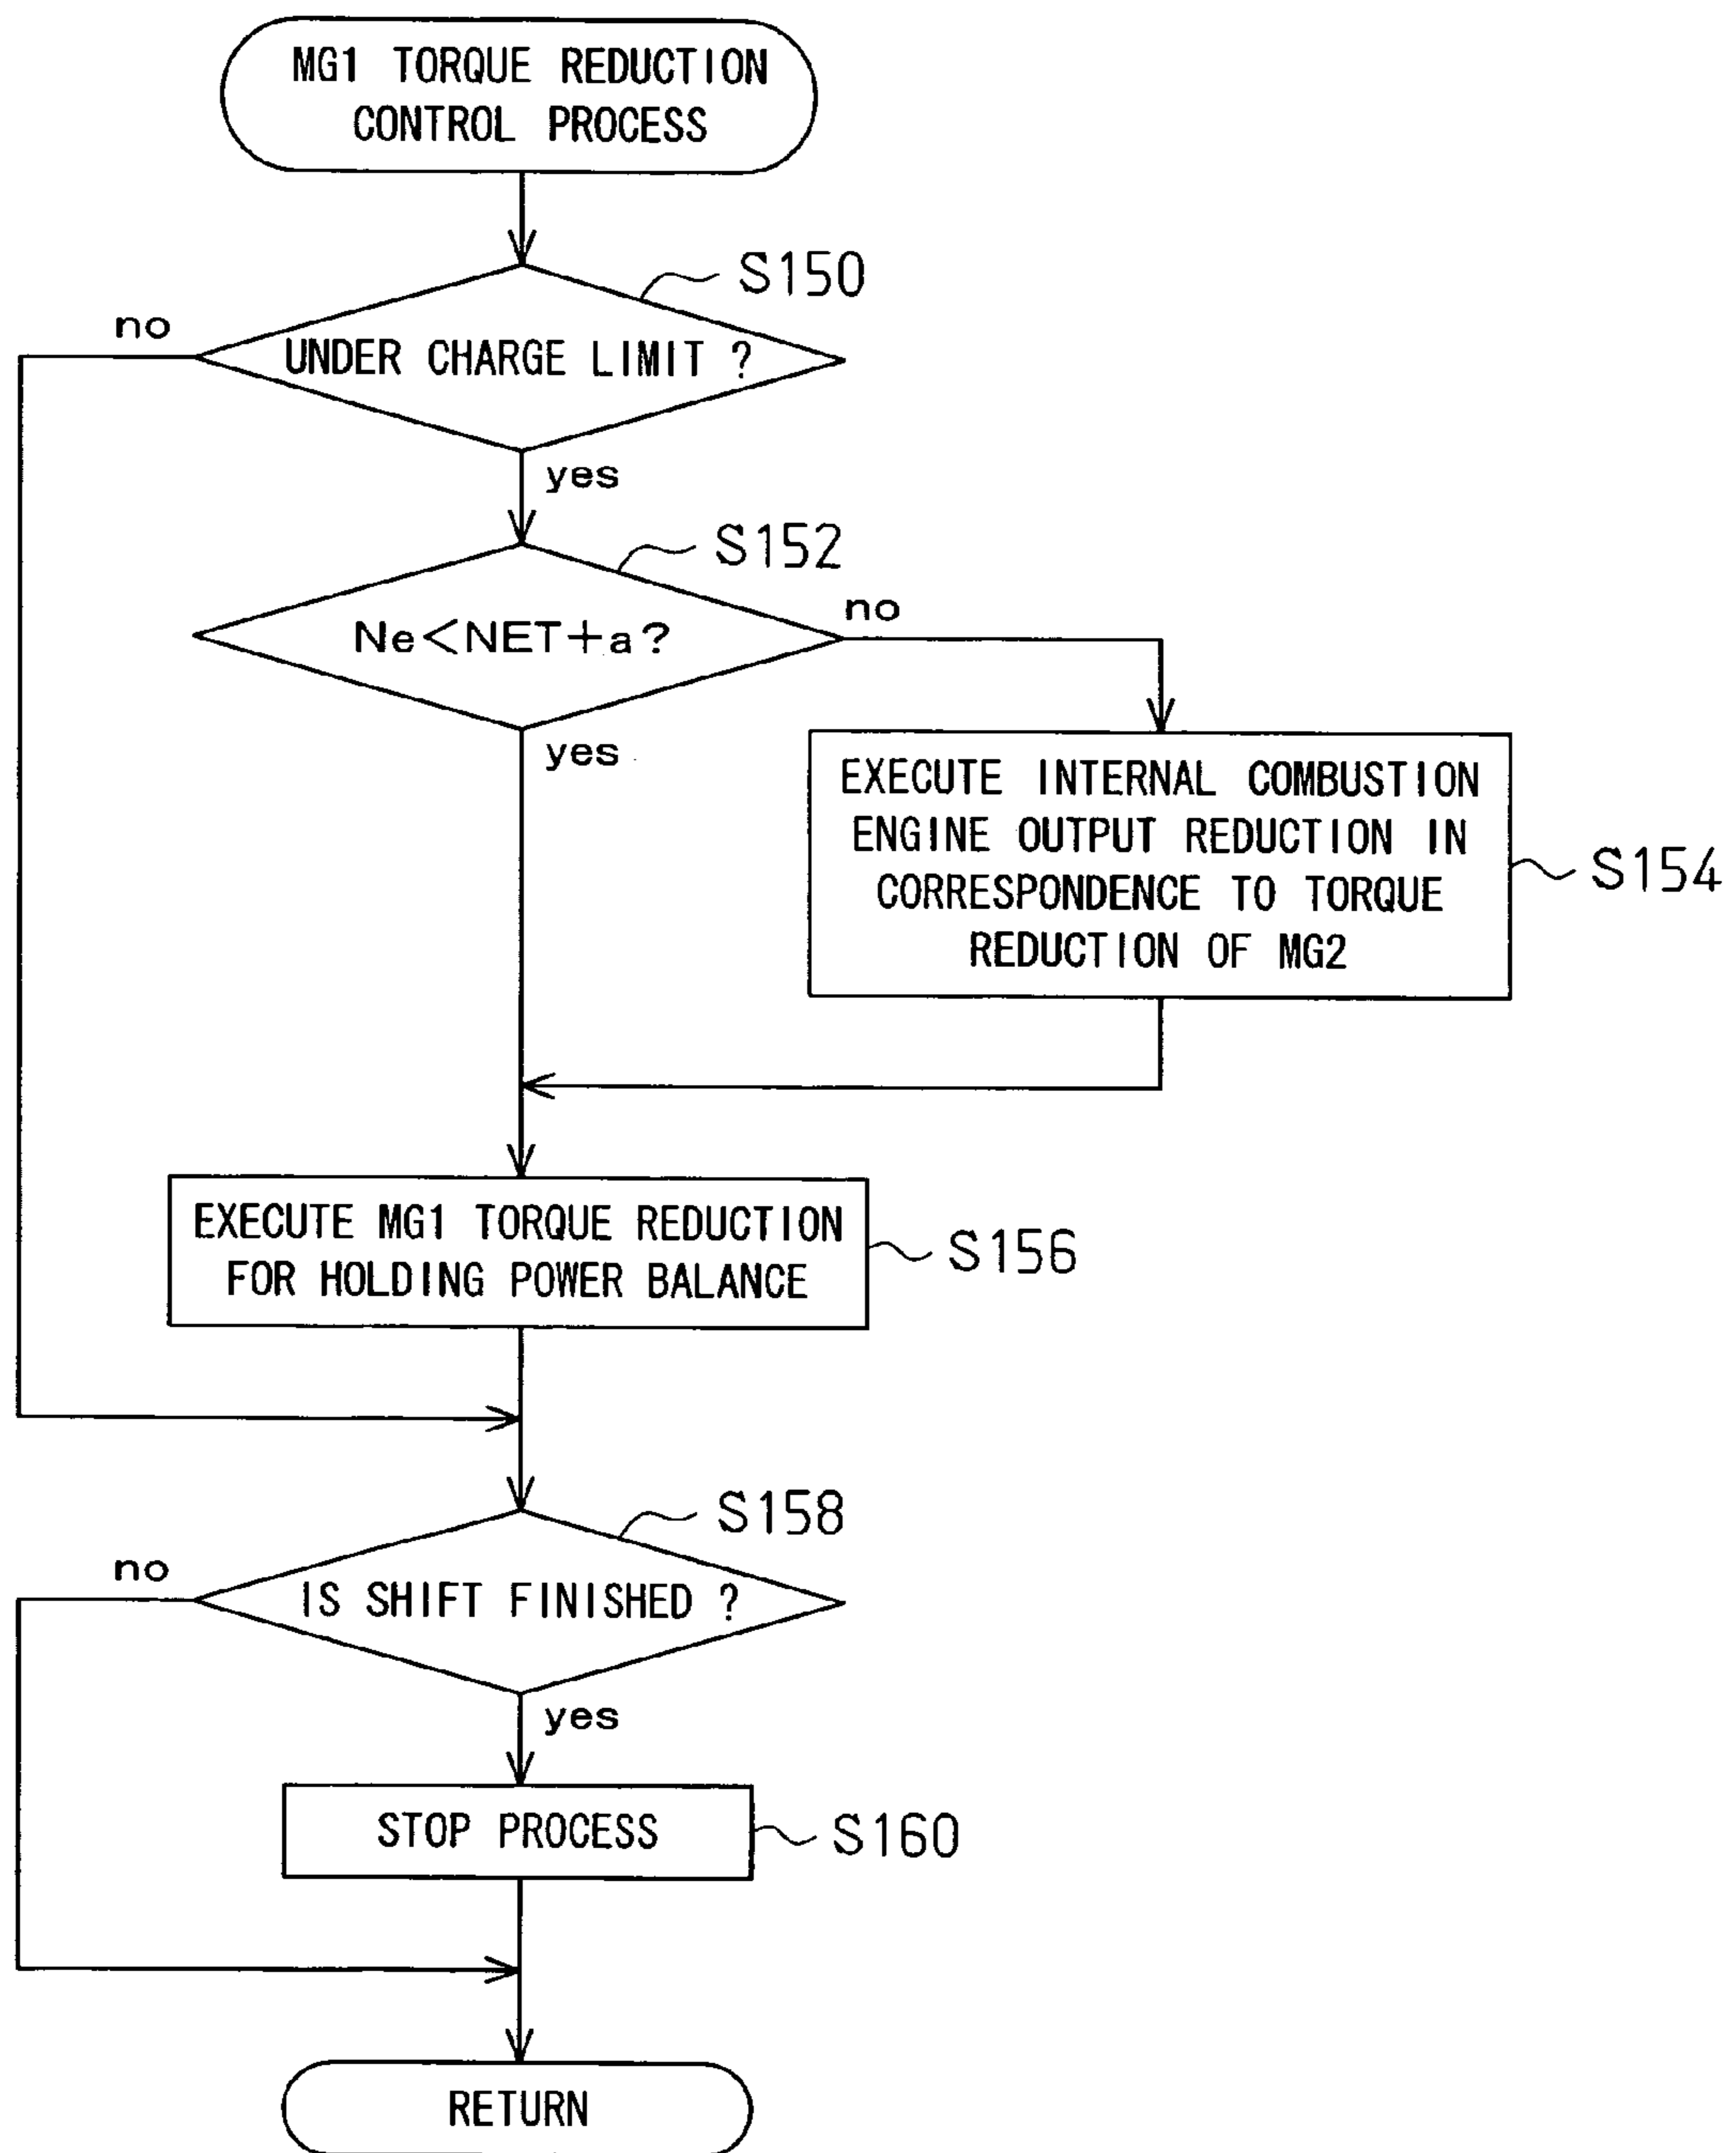 MG1 TORQUE REDUCTION
CONTROL PROCESS
S150
no
UNDER CHARGE LIMIT ?
yes
S152
no
Ne<NET+a?
yes
EXECUTE INTERNAL COMBUSTION
ENGINE OUTPUT REDUCTION IN
CORRESPONDENCE TO TORQUE
REDUCTION OF MG2
S154
EXECUTE MG1 TORQUE REDUCTION
FOR HOLDING POWER BALANCE
S156
S158
no
IS SHIFT FINISHED ?
yes
STOP PROCESS
S160
RETURN